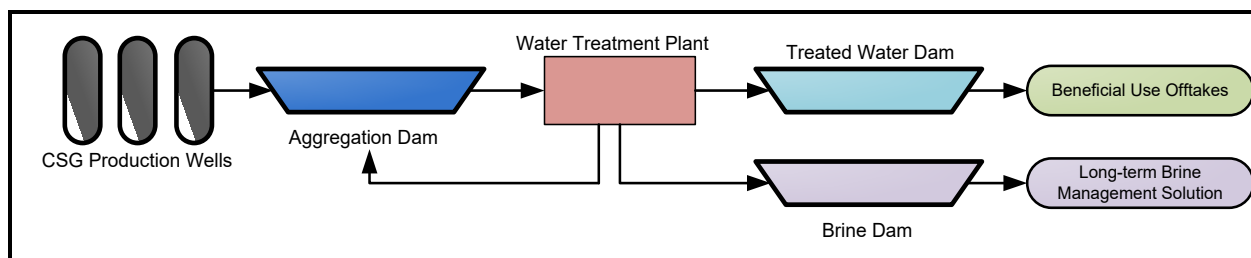 Water Treatment Plant
Treated Water Dam
Beneficial Use Offtakes
Aggregation Dam
CSG Production Wells
Long-term Brine
Management Solution
Brine Dam